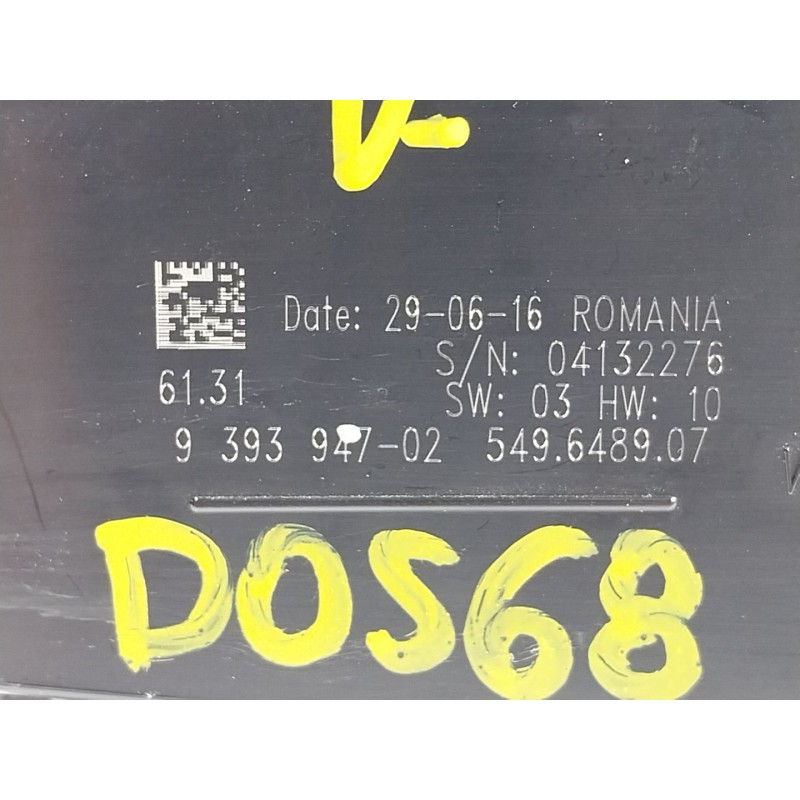 V-
Date: 29-06-16 ROMANIA
S/N: 04132276
61.31
SW: 03 HW: 10
9 393 947-02 549.6489.07
DOS68